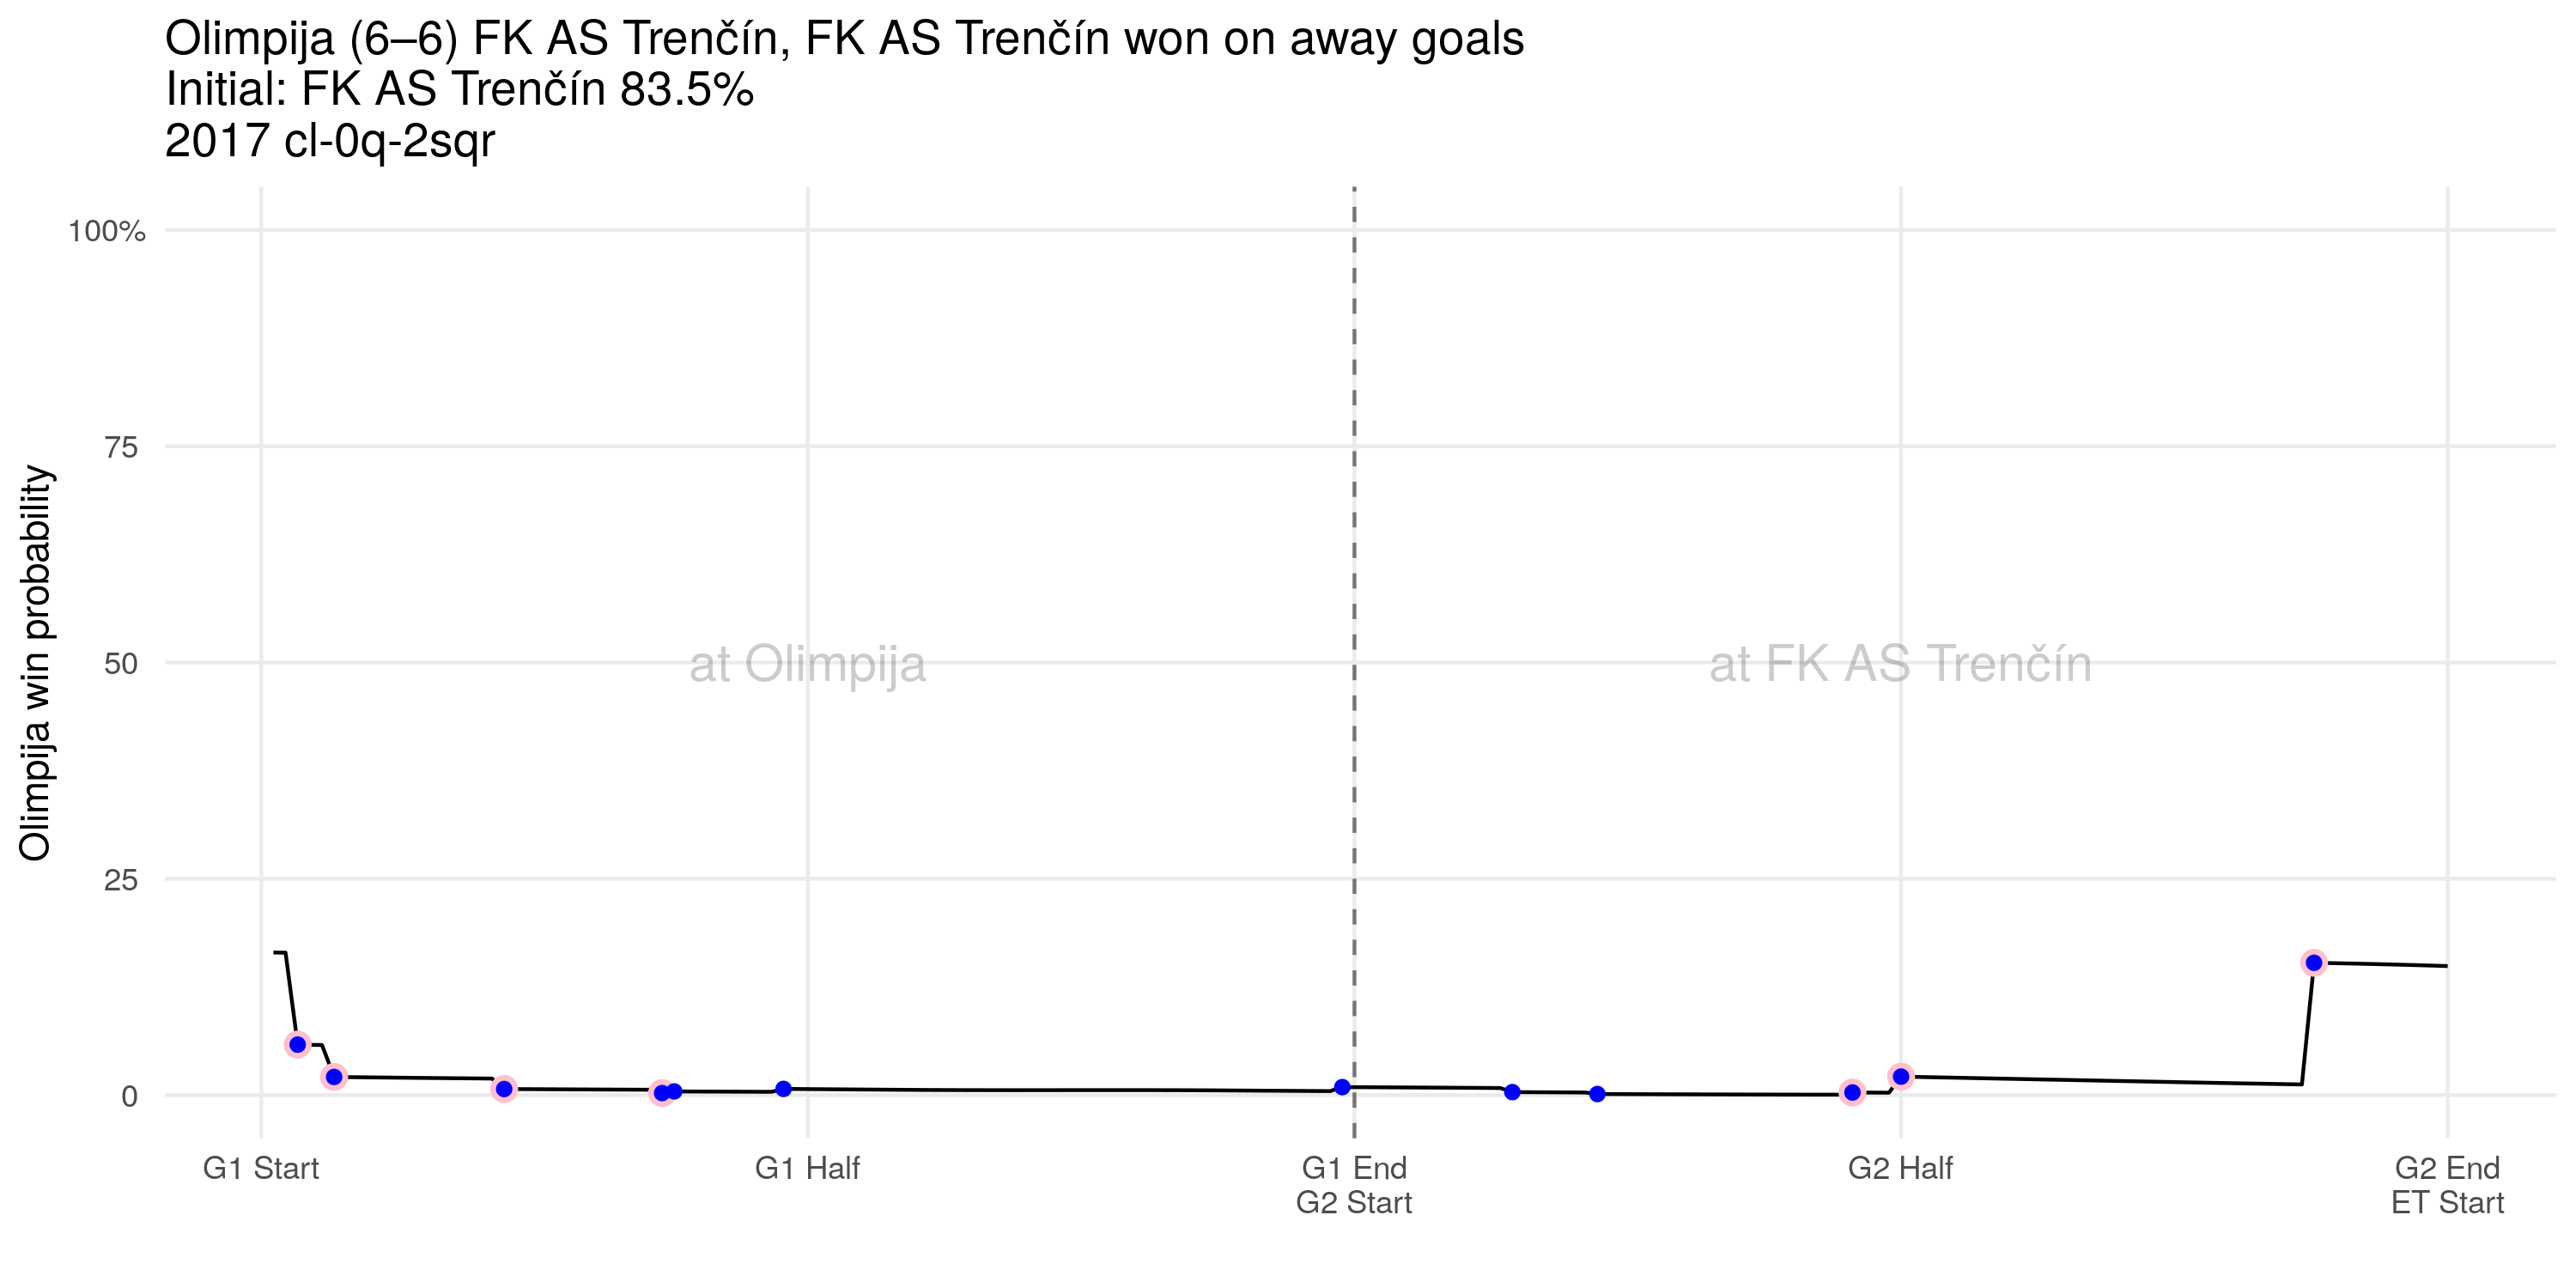 Olimpija (6–6) FK AS Trenčín, FK AS Trenčín won on away goals
Initial: FK AS Trenčín 83.5%
2017 cl-0q-2sqr
Olimpija win probability
100%
75
50
25
0
at Olimpija
at FK AS Trenčín
G1 Start
G1 Half
G1 End
G2 Start
G2 Half
G2 End
ET Start